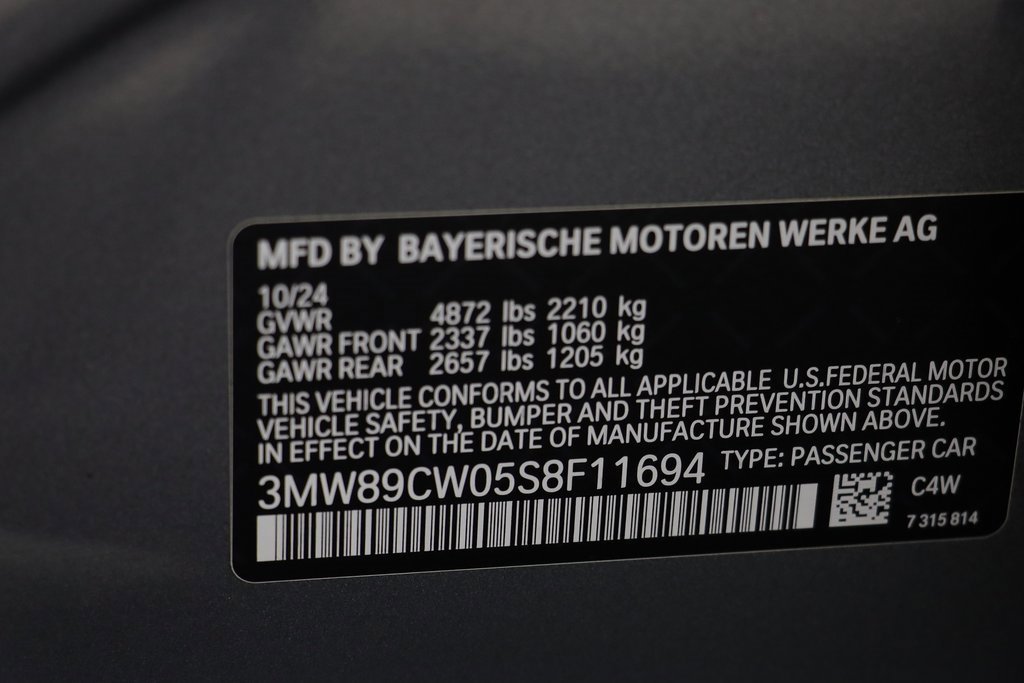 MFD BY BAYERISCHE MOTOREN WERKE AG
10/24
GVWR 4872 lbs 2210 kg
GAWR FRONT 2337 lbs 1060 kg
GAWR REAR 2657 lbs 1205 kg
THIS VEHICLE CONFORMS TO ALL APPLICABLE U.S.FEDERAL MOTOR
VEHICLE SAFETY, BUMPER AND THEFT PREVENTION STANDARDS
IN EFFECT ON THE DATE OF MANUFACTURE SHOWN ABOVE.
3MW89CW05S8F11694 TYPE: PASSENGER CAR
C4W
7 315 814